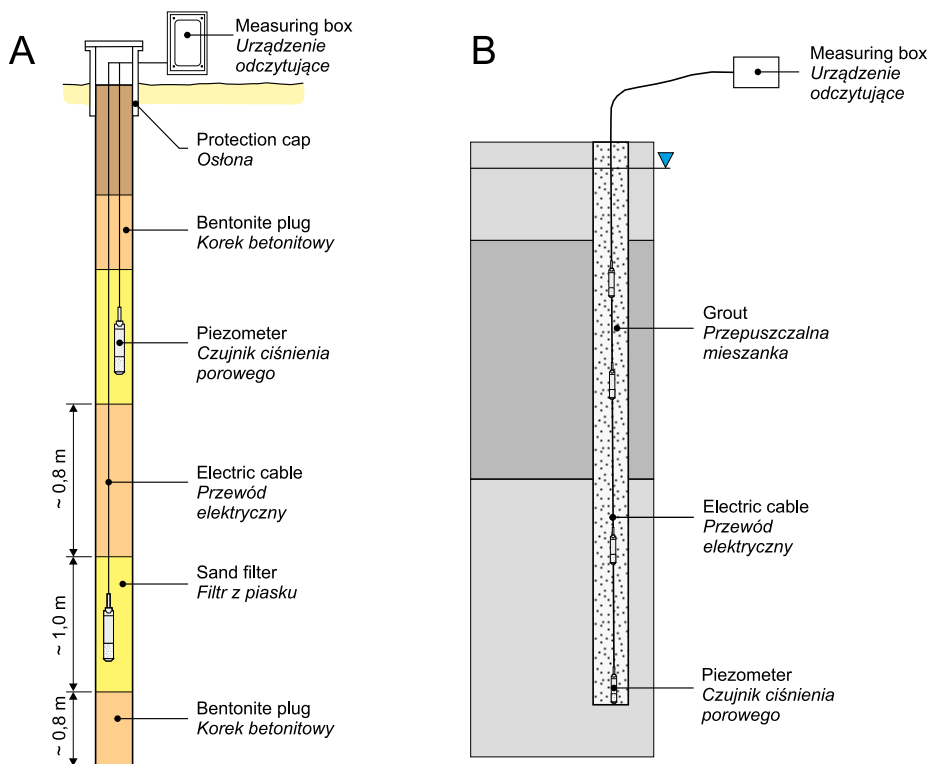 A
Measuring box
Urządzenie
odczytujące
Protection cap
Osłona
Bentonite plug
Korek betonitowy
Piezometer
Czujnik ciśnienia
porowego
~ 0,8 m
Electric cable
Przewód
elektryczny
Sand filter
Filtr z piasku
~ 1,0 m
Bentonite plug
Korek betonitowy
~ 0,8 m
B
Measuring box
Urządzenie
odczytujące
Grout
Przepuszczalna
mieszanka
Electric cable
Przewód
elektryczny
Piezometer
Czujnik ciśnienia
porowego